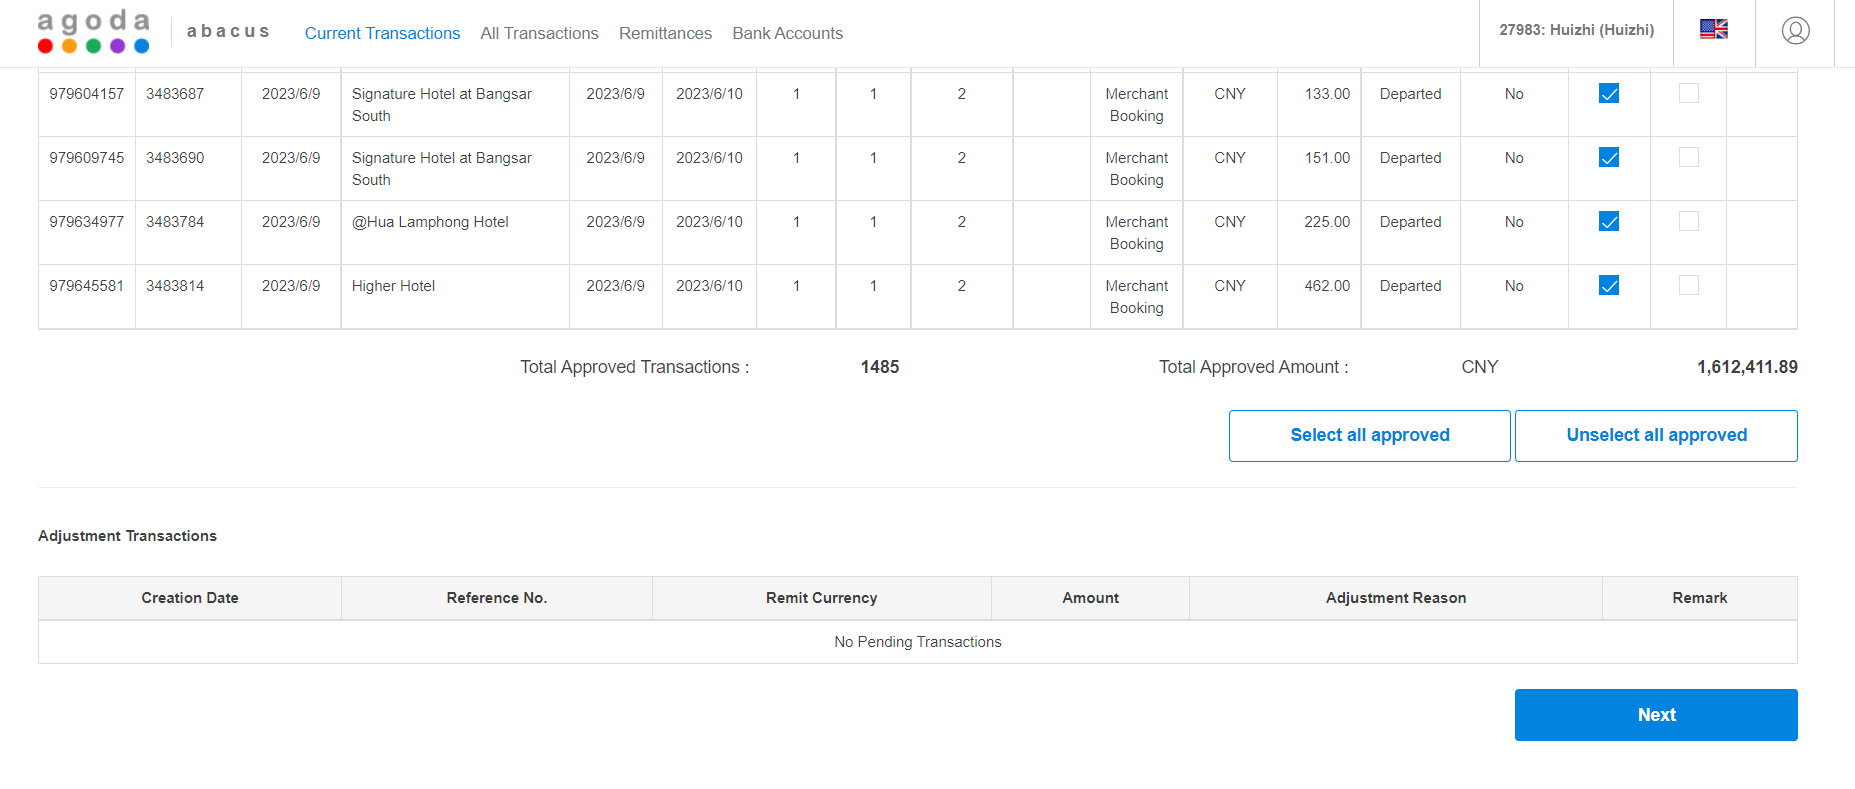 agoda abacus Current Transactions All Transactions Remittances Bank Accounts 27983: Huizhi (Huizhi)
979604157 3483687 2023/6/9 Signature Hotel at Bangsar 2023/6/9 2023/6/10 1 1 2 Merchant CNY 133.00 Departed No
South Booking
979609745 3483690 2023/6/9 Signature Hotel at Bangsar 2023/6/9 2023/6/10 1 1 2 Merchant CNY 151.00 Departed No
South Booking
979634977 3483784 2023/6/9 @Hua Lamphong Hotel 2023/6/9 2023/6/10 1 1 2 Merchant CNY 225.00 Departed No
Booking
979645581 3483814 2023/6/9 Higher Hotel 2023/6/9 2023/6/10 1 1 2 Merchant CNY 462.00 Departed No
Booking
Total Approved Transactions : 1485 Total Approved Amount : CNY 1,612,411.89
Select all approved Unselect all approved
Adjustment Transactions
Creation Date Reference No. Remit Currency Amount Adjustment Reason Remark
No Pending Transactions
Next